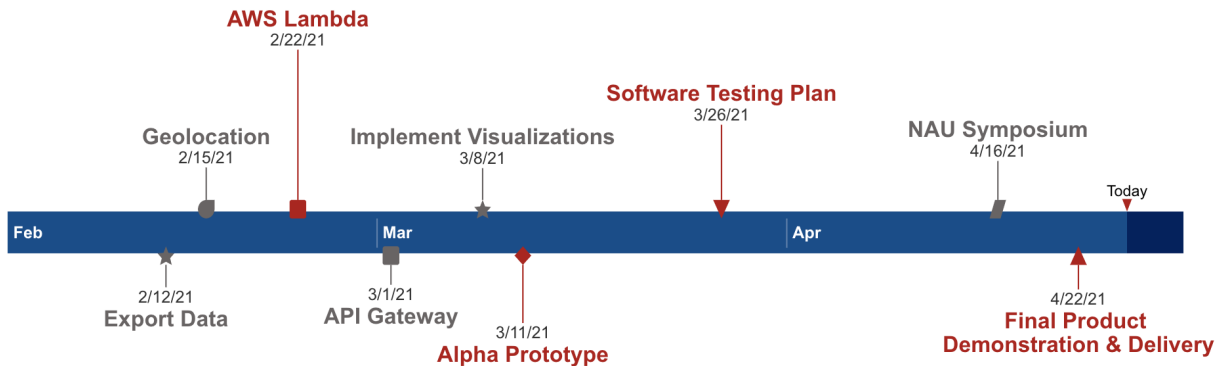 AWS Lambda
2/22/21
Software Testing Plan
3/26/21
Geolocation
2/15/21
Implement Visualizations
3/8/21
NAU Symposium
4/16/21
Today
Feb
Mar
Apr
2/12/21
Export Data
3/1/21
API Gateway
3/11/21
Alpha Prototype
4/22/21
Final Product
Demonstration & Delivery